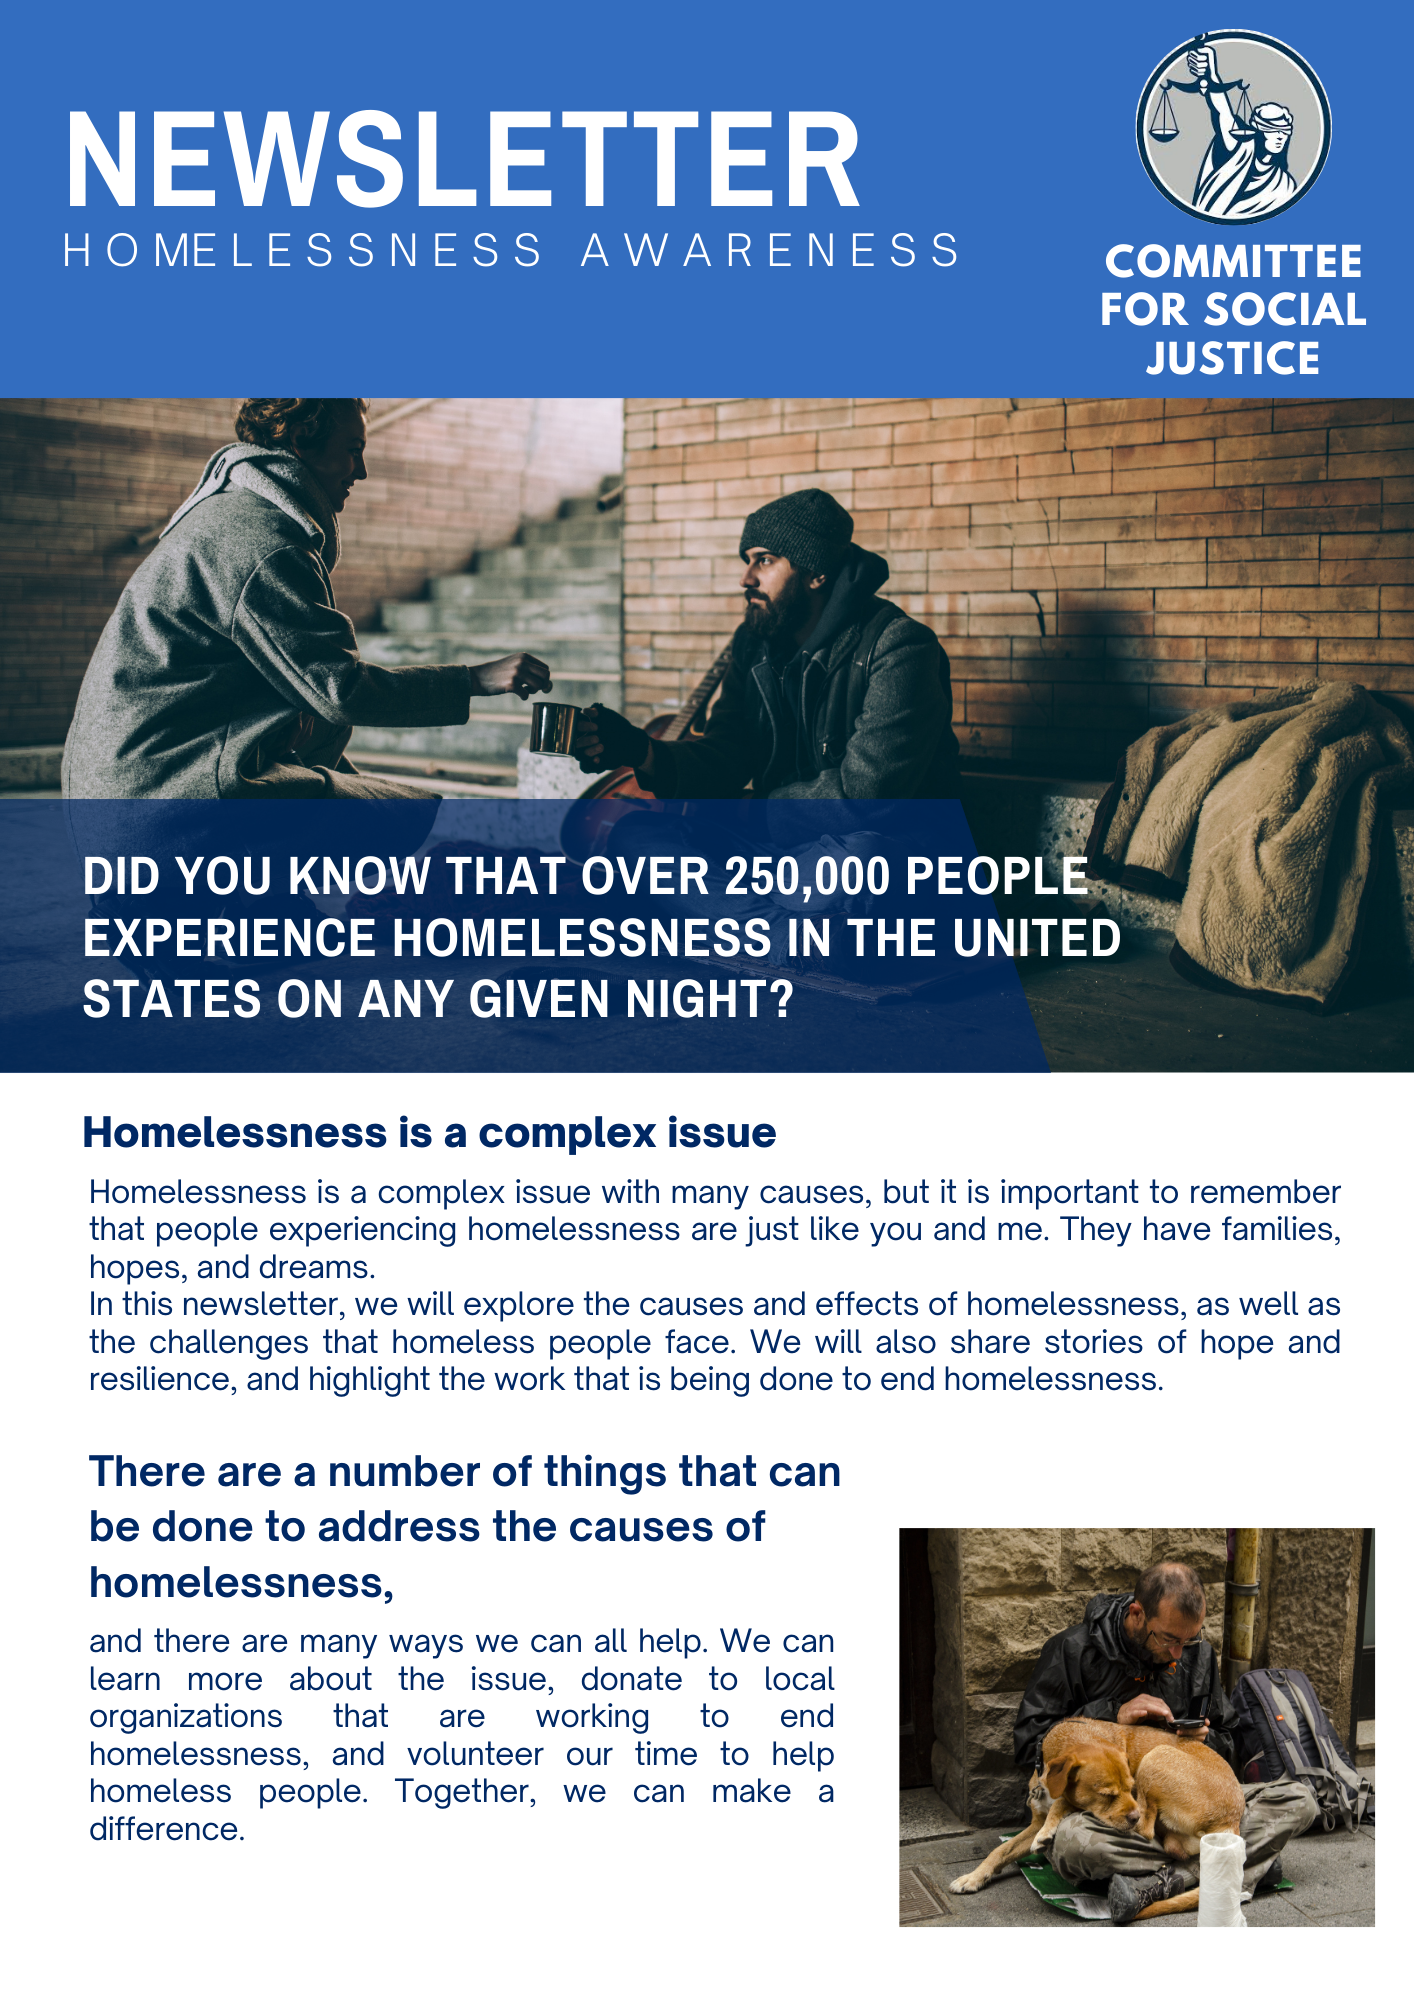 NEWSLETTER
HOMELESSNESS AWARENESS
COMMITTEE
FOR SOCIAL
JUSTICE
DID YOU KNOW THAT OVER 250,000 PEOPLE
EXPERIENCE HOMELESSNESS IN THE UNITED
STATES ON ANY GIVEN NIGHT?
Homelessness is a complex issue
Homelessness is a complex issue with many causes, but it is important to remember
that people experiencing homelessness are just like you and me. They have families,
hopes, and dreams.
In this newsletter, we will explore the causes and effects of homelessness, as well as
the challenges that homeless people face. We will also share stories of hope and
resilience, and highlight the work that is being done to end homelessness.
There are a number of things that can
be done to address the causes of
homelessness,
and there are many ways we can all help. We can
learn more about the issue, donate to local
organizations that are working to end
homelessness, and volunteer our time to help
homeless people. Together, we can make a
difference.